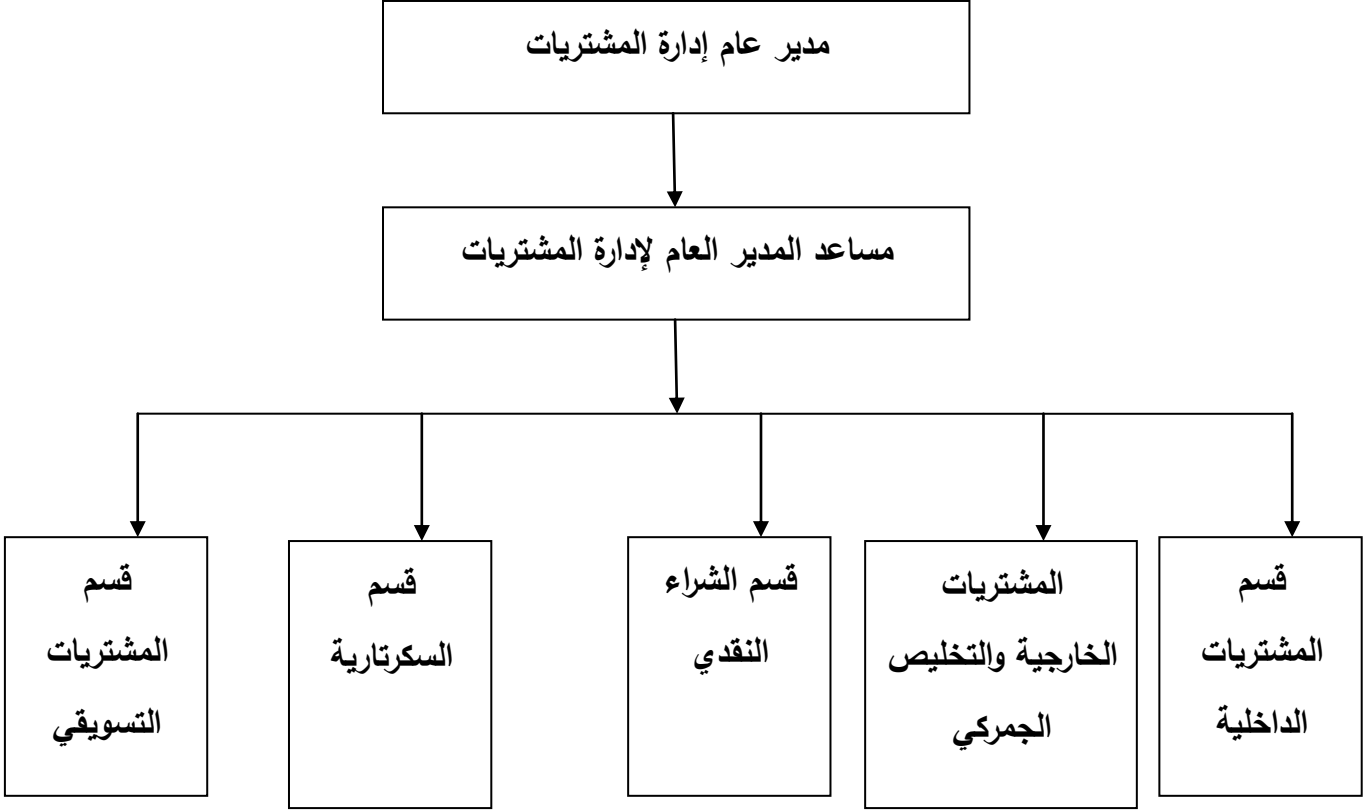 مدير عام إدارة المشتريات
مساعد المدير العام لإدارة المشتريات
قسم
المشتريات
الداخلية
المشتريات
الخارجية والتخليص
الجمركي
قسم الشراء
النقدي
قسم
السكرتارية
قسم
المشتريات
التسويقي